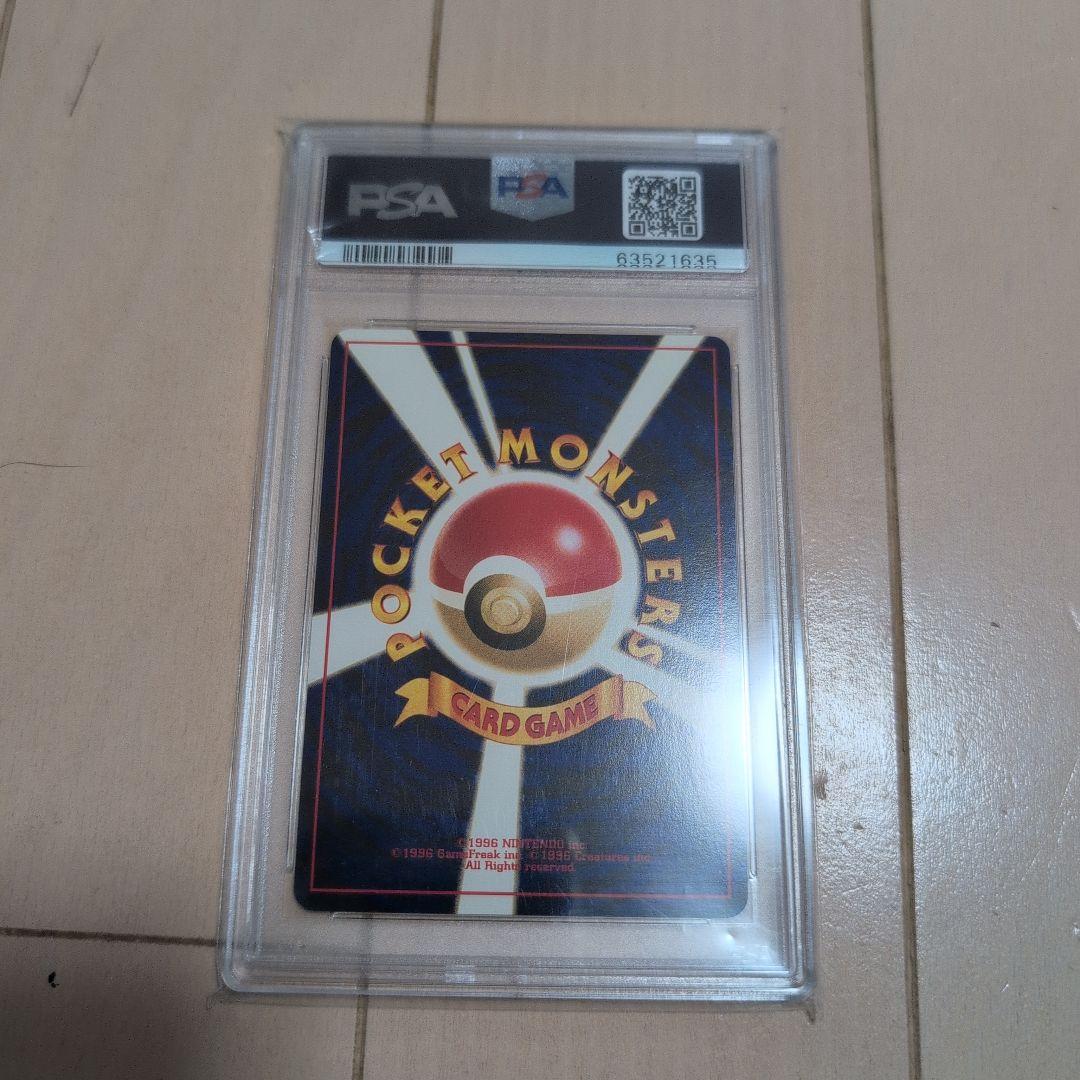 PSA
PSA
63521635
POCKET MONSTERS
CARD GAME
©1996 NINTENDO inc.
©1996 GameFreak inc. ©1996 Creatures inc.
All Rights reserved.